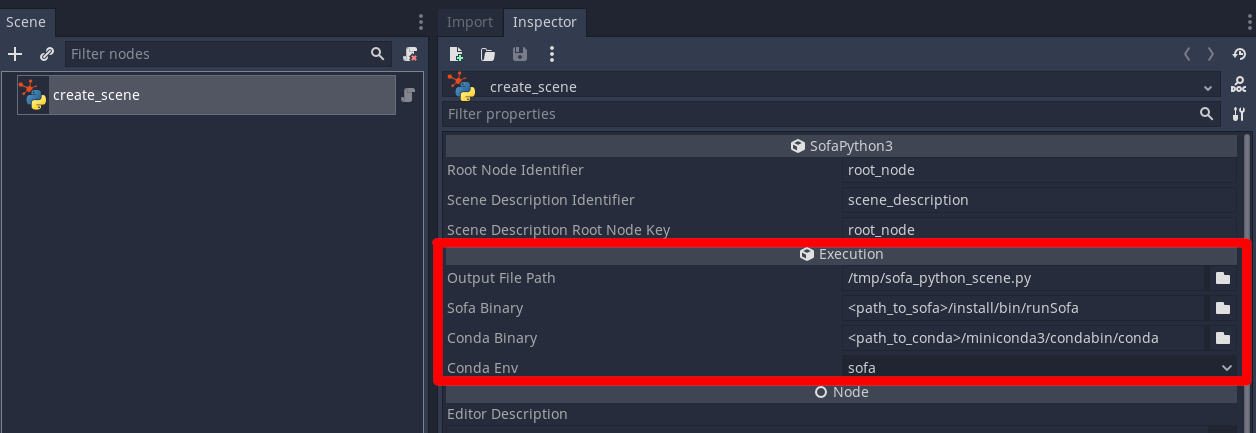 Scene
Filter nodes
create_scene
Import
Inspector
create_scene
DOC
Filter properties
SofaPython3
Root Node Identifier root_node
Scene Description Identifier scene_description
Scene Description Root Node Key root_node
Execution
Output File Path /tmp/sofa_python_scene.py
Sofa Binary <path_to_sofa>/install/bin/runSofa
Conda Binary <path_to_conda>/miniconda3/condabin/conda
Conda Env sofa
Node
Editor Description